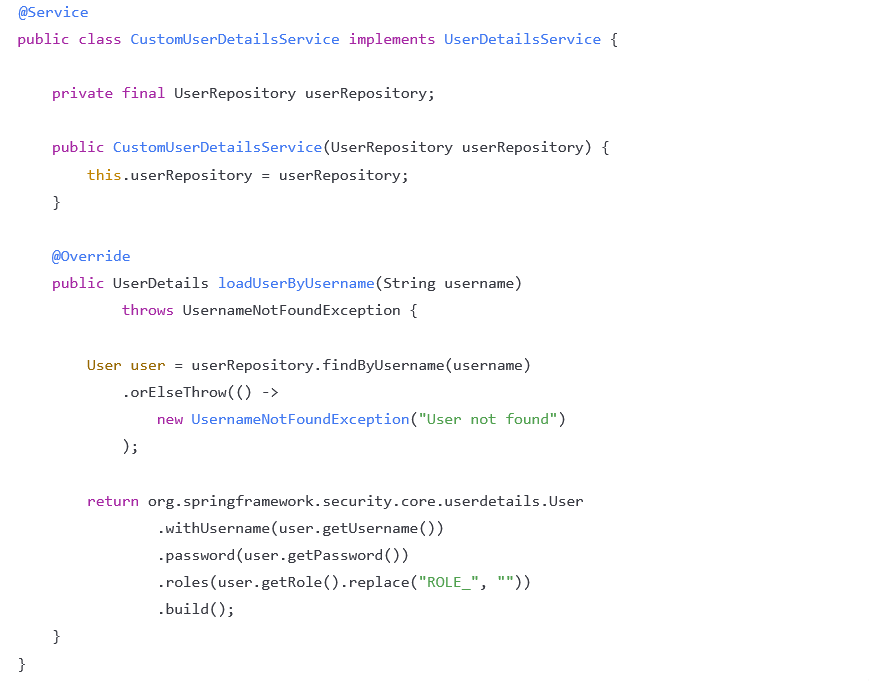 @Service
public class CustomUserDetailsService implements UserDetailsService {
private final UserRepository userRepository;
public CustomUserDetailsService(UserRepository userRepository) {
this.userRepository = userRepository;
}
@Override
public UserDetails loadUserByUsername(String username)
throws UsernameNotFoundException {
User user = userRepository.findByUsername(username)
.orElseThrow(() ->
new UsernameNotFoundException("User not found")
);
return org.springframework.security.core.userdetails.User
.withUsername(user.getUsername())
.password(user.getPassword())
.roles(user.getRole().replace("ROLE_", ""))
.build();
}
}